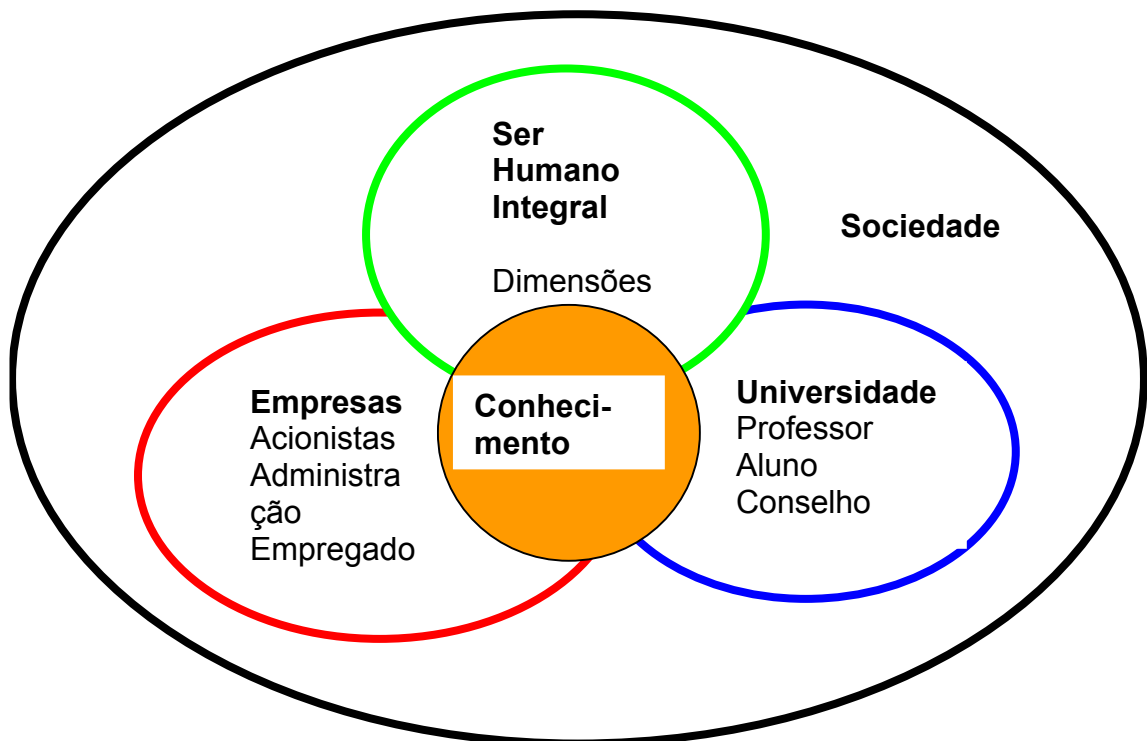 Ser
Humano
Integral
Dimensões
Sociedade
Empresas
Acionistas
Administra
ção
Empregado
Conheci-
mento
Universidade
Professor
Aluno
Conselho